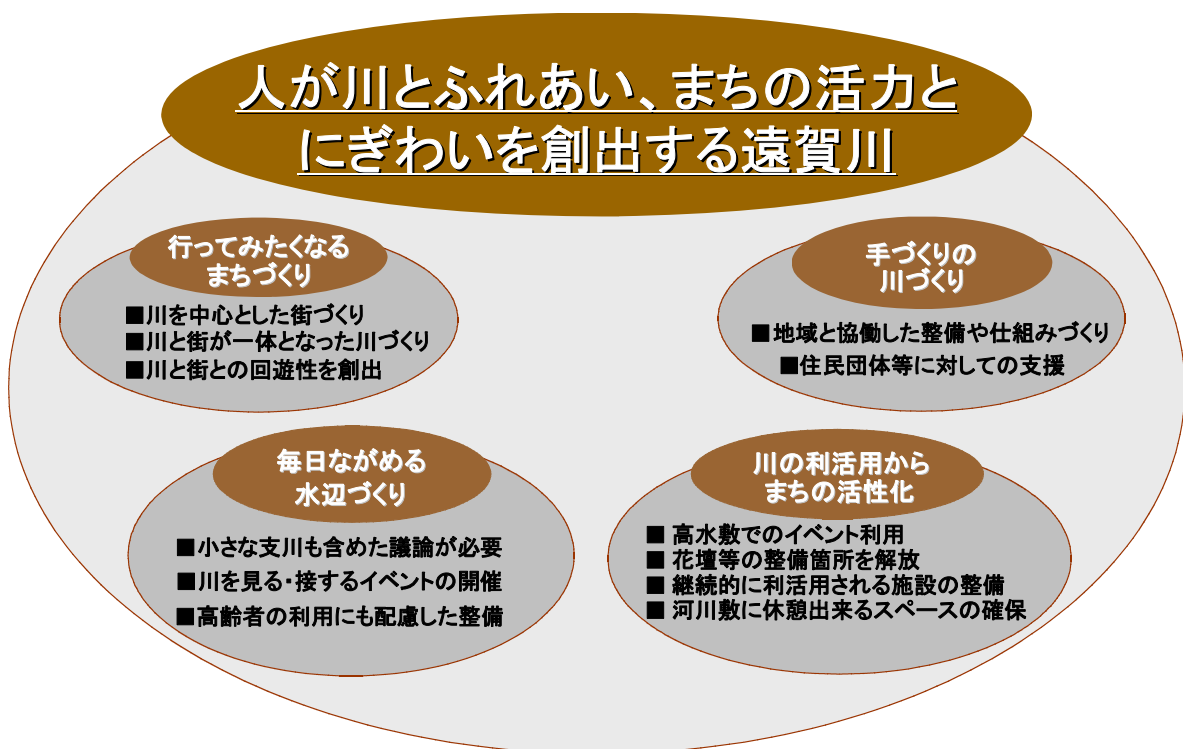 人が川とふれあい、まちの活力と
にぎわいを創出する遠賀川
行ってみたくなる
まちづくり
■川を中心とした街づくり
■川と街が一体となった川づくり
■川と街との回遊性を創出
手づくりの
川づくり
■地域と協働した整備や仕組みづくり
■住民団体等に対しての支援
毎日ながめる
水辺づくり
■小さな支川も含めた議論が必要
■川を見る・接するイベントの開催
■高齢者の利用にも配慮した整備
川の利活用から
まちの活性化
■ 高水敷でのイベント利用
■ 花壇等の整備箇所を解放
■ 継続的に利活用される施設の整備
■ 河川敷に休憩出来るスペースの確保